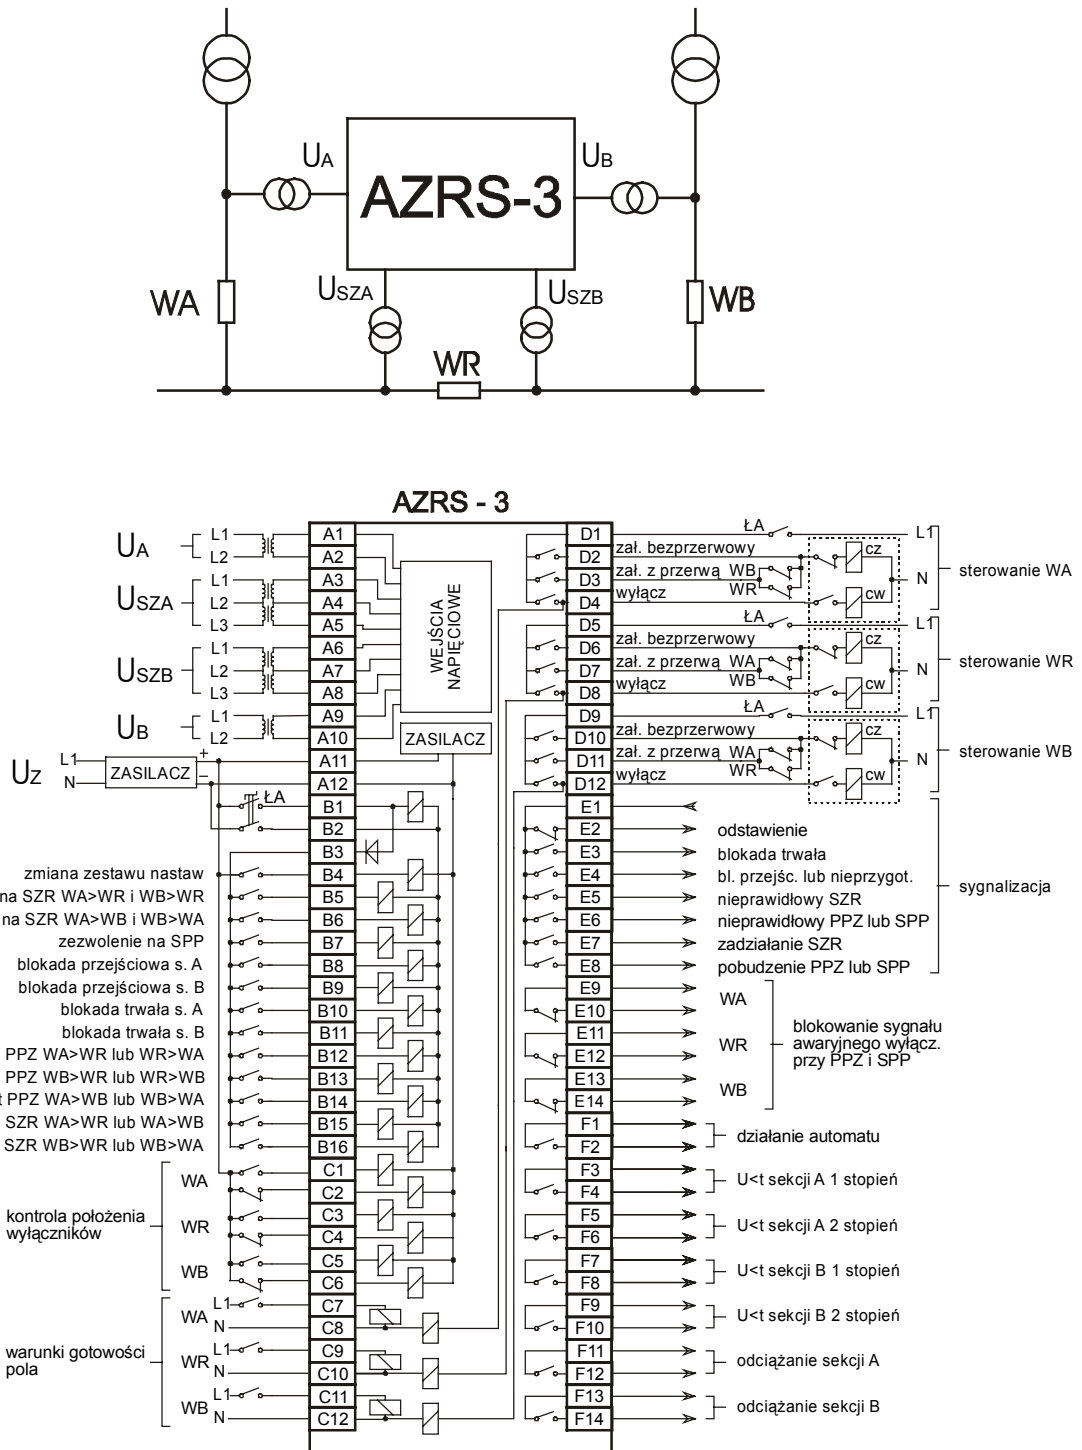 UA
UB
AZRS-3
USZA
USZB
WA
WB
WR
AZRS - 3
UA
L1
L2
USZA
L1
L2
L3
USZB
L1
L2
L3
UB
L1
L2
UZ
L1
N
ZASILACZ
+
−
ŁA
WEJŚCIA
NAPIĘCIOWE
ZASILACZ
A1
A2
A3
A4
A5
A6
A7
A8
A9
A10
A11
A12
B1
B2
B3
zmiana zestawu nastaw B4
na SZR WA>WR i WB>WR B5
na SZR WA>WB i WB>WA B6
zezwolenie na SPP B7
blokada przejściowa s. A B8
blokada przejściowa s. B B9
blokada trwała s. A B10
blokada trwała s. B B11
PPZ WA>WR lub WR>WA B12
PPZ WB>WR lub WR>WB B13
t PPZ WA>WB lub WB>WA B14
SZR WA>WR lub WA>WB B15
SZR WB>WR lub WB>WA B16
kontrola położenia
wyłączników
WA
WR
WB
C1
C2
C3
C4
C5
C6
warunki gotowości
pola
WA L1 C7
N C8
WR L1 C9
N C10
WB L1 C11
N C12
D1 ŁA L1
D2 zał. bezprzerwowy cz
D3 zał. z przerwą WB WR N
D4 wyłącz cw
sterowanie WA
D5 ŁA L1
D6 zał. bezprzerwowy cz
D7 zał. z przerwą WA WB N
D8 wyłącz cw
sterowanie WR
D9 ŁA L1
D10 zał. bezprzerwowy cz
D11 zał. z przerwą WA WR N
D12 wyłącz cw
sterowanie WB
E1
E2 odstawienie
E3 blokada trwała
E4 bl. przejśc. lub nieprzygot.
E5 nieprawidłowy SZR
E6 nieprawidłowy PPZ lub SPP
E7 zadziałanie SZR
E8 pobudzenie PPZ lub SPP
sygnalizacja
E9
E10
WA
E11
E12
WR
E13
E14
WB
blokowanie sygnału
awaryjnego wyłącz.
przy PPZ i SPP
F1
F2
działanie automatu
F3
F4
U<t sekcji A 1 stopień
F5
F6
U<t sekcji A 2 stopień
F7
F8
U<t sekcji B 1 stopień
F9
F10
U<t sekcji B 2 stopień
F11
F12
odciążanie sekcji A
F13
F14
odciążanie sekcji B